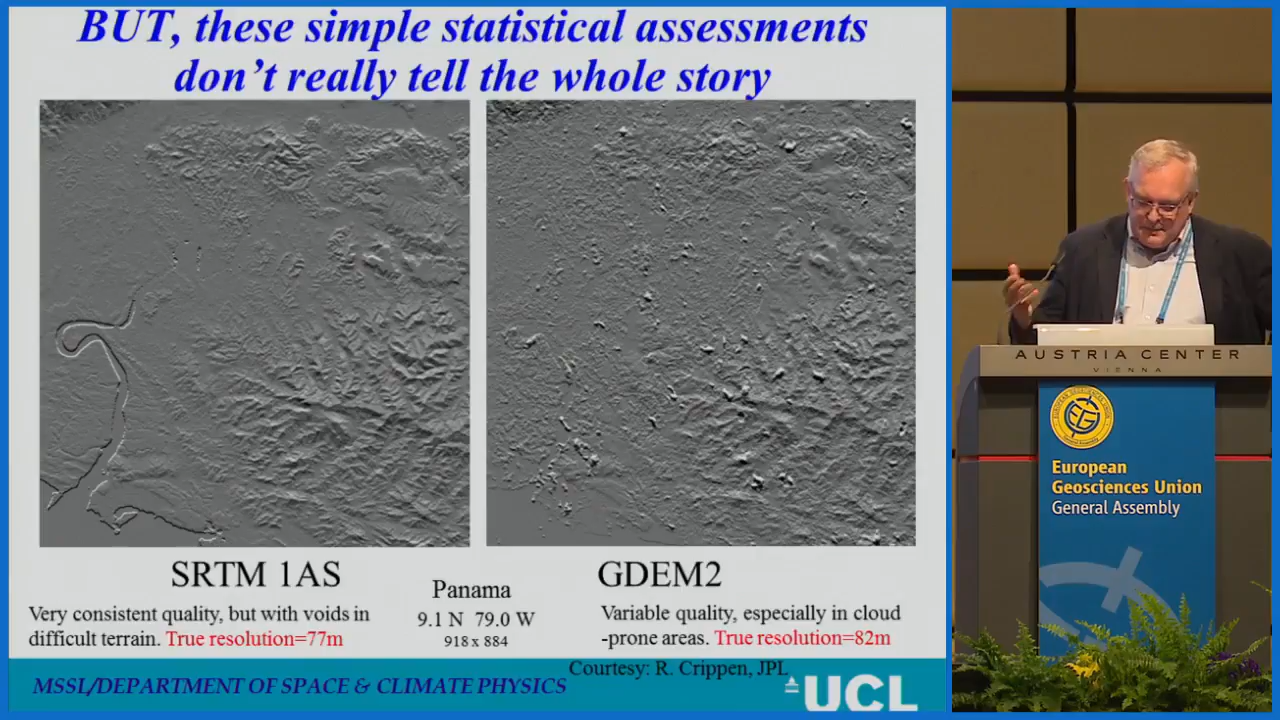 BUT, these simple statistical assessments
don't really tell the whole story
SRTM 1AS
Very consistent quality, but with voids in
difficult terrain. True resolution=77m
Panama
9.1 N 79.0 W
918 x 884
GDEM2
Variable quality, especially in cloud
-prone areas. True resolution=82m
Courtesy: R. Crippen, JPL
MSSL/DEPARTMENT OF SPACE & CLIMATE PHYSICS
UCL
AUSTRIA CENTER
VIENNA
EGU
European
Geosciences Union
General Assembly